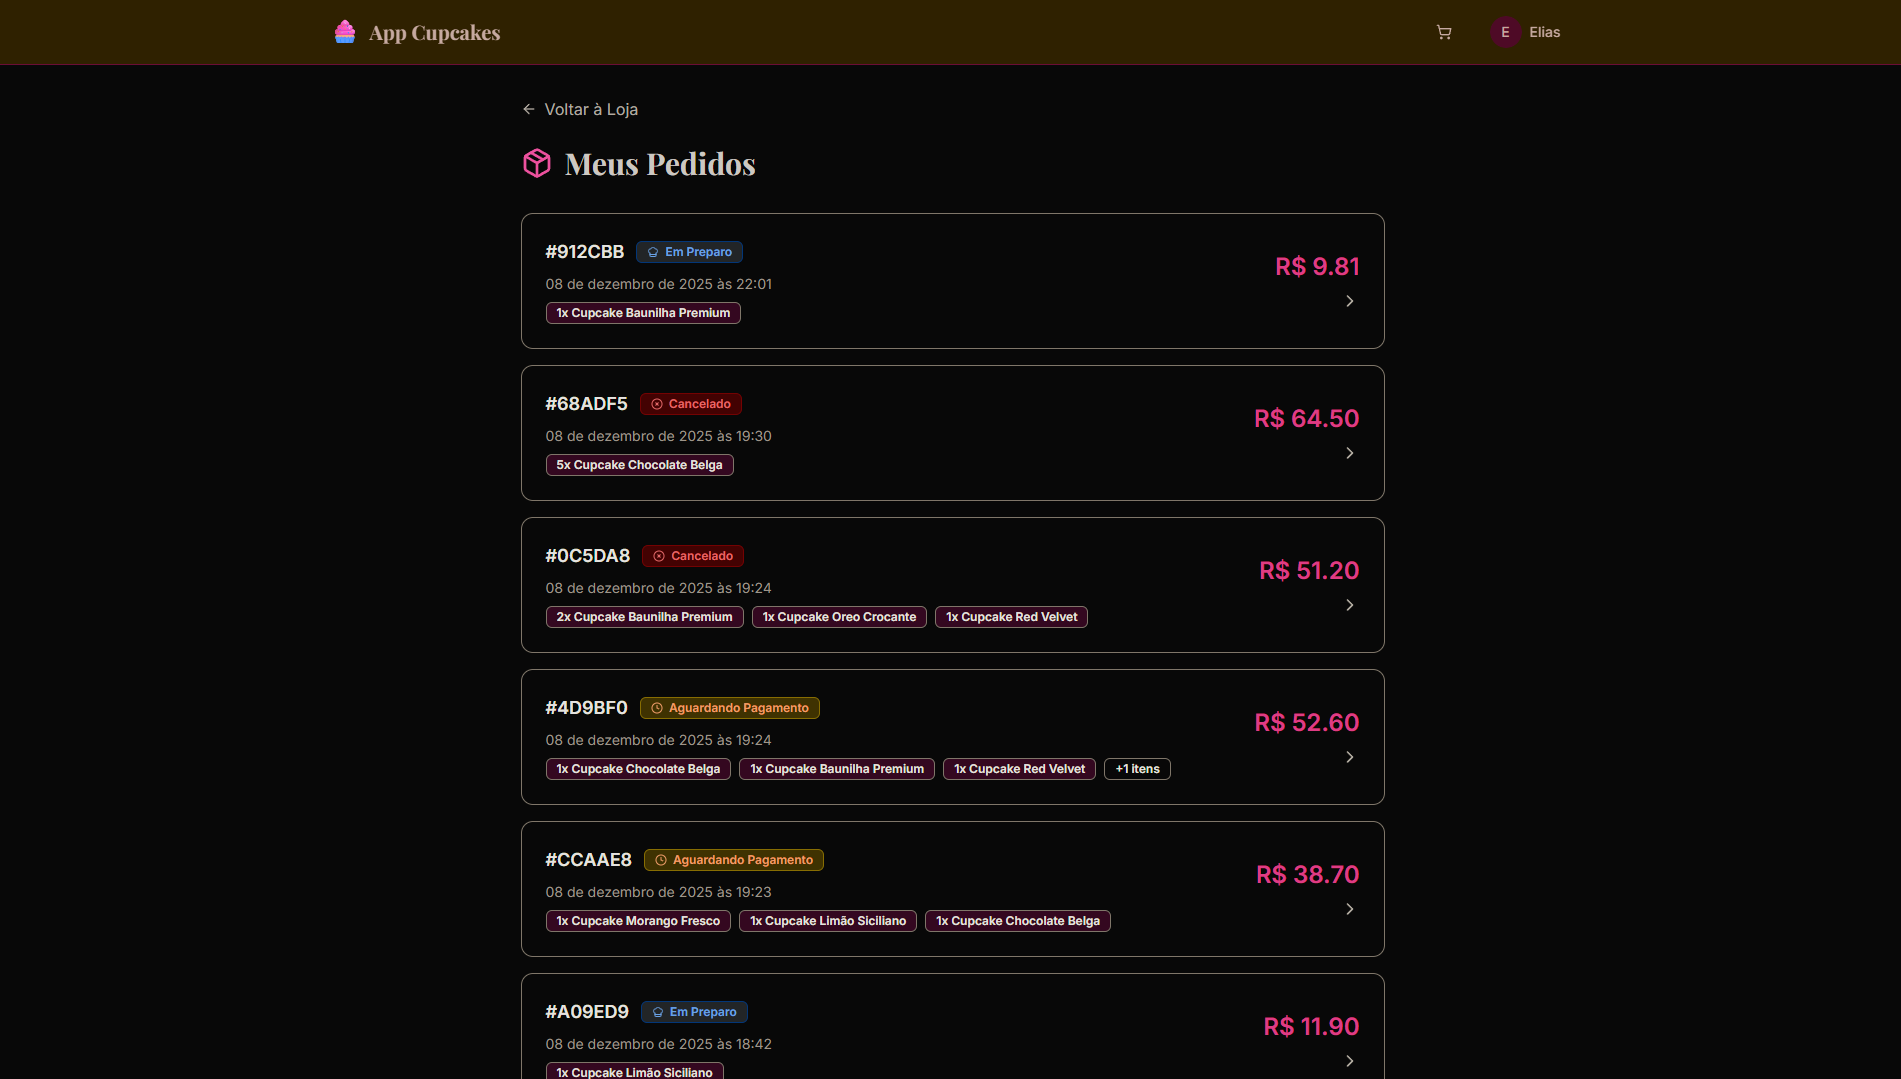 App Cupcakes
E Elias
Voltar à Loja
Meus Pedidos
#912CBB Em Preparo
R$ 9.81
08 de dezembro de 2025 às 22:01
1x Cupcake Baunilha Premium
#68ADF5 Cancelado
R$ 64.50
08 de dezembro de 2025 às 19:30
5x Cupcake Chocolate Belga
#0C5DA8 Cancelado
R$ 51.20
08 de dezembro de 2025 às 19:24
2x Cupcake Baunilha Premium 1x Cupcake Oreo Crocante 1x Cupcake Red Velvet
#4D9BF0 Aguardando Pagamento
R$ 52.60
08 de dezembro de 2025 às 19:24
1x Cupcake Chocolate Belga 1x Cupcake Baunilha Premium 1x Cupcake Red Velvet +1 itens
#CCAAE8 Aguardando Pagamento
R$ 38.70
08 de dezembro de 2025 às 19:23
1x Cupcake Morango Fresco 1x Cupcake Limão Siciliano 1x Cupcake Chocolate Belga
#A09ED9 Em Preparo
R$ 11.90
08 de dezembro de 2025 às 18:42
1x Cupcake Limão Siciliano